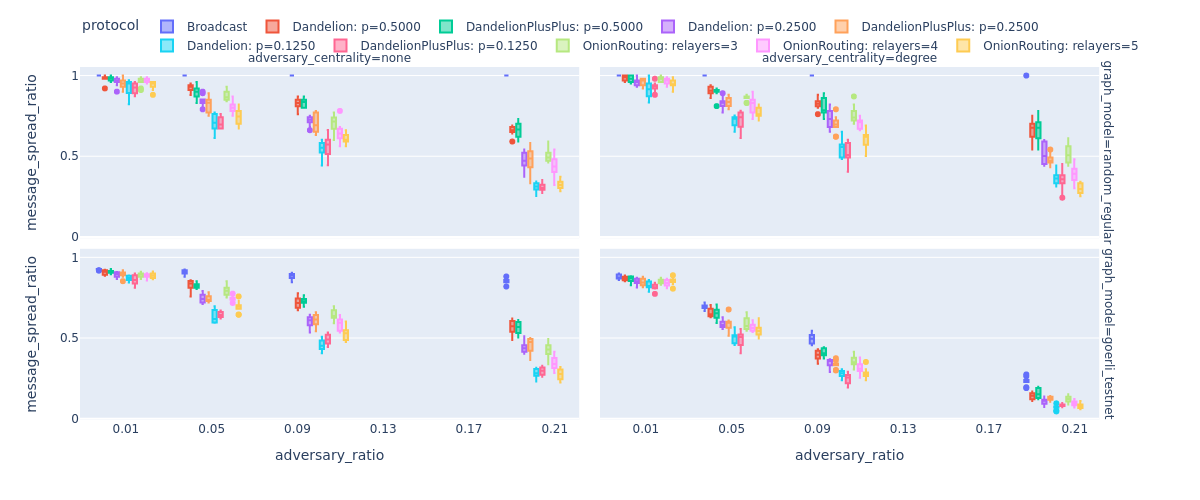 protocol
Broadcast Dandelion: p=0.5000 DandelionPlusPlus: p=0.5000 Dandelion: p=0.2500 DandelionPlusPlus: p=0.2500
Dandelion: p=0.1250 DandelionPlusPlus: p=0.1250 OnionRouting: relayers=3 OnionRouting: relayers=4 OnionRouting: relayers=5
adversary_centrality=none adversary_centrality=degree
message_spread_ratio
1
0.5
0
graph_model=random_regular
message_spread_ratio
1
0.5
0
graph_model=goerli_testnet
0.01 0.05 0.09 0.13 0.17 0.21 0.01 0.05 0.09 0.13 0.17 0.21
adversary_ratio adversary_ratio